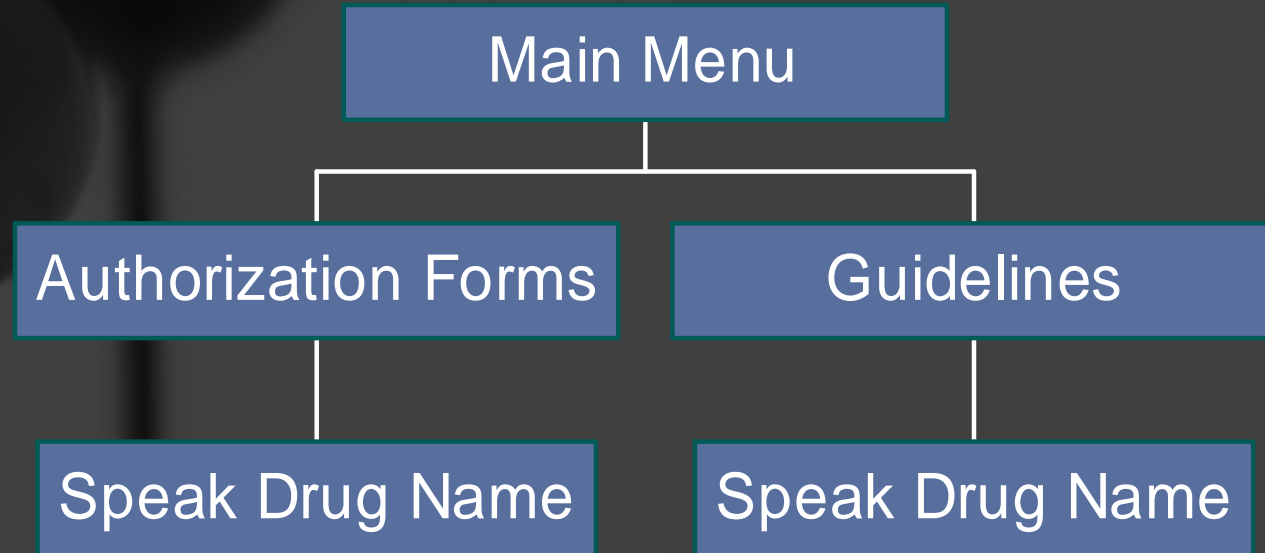 Main Menu
Authorization Forms
Guidelines
Speak Drug Name
Speak Drug Name